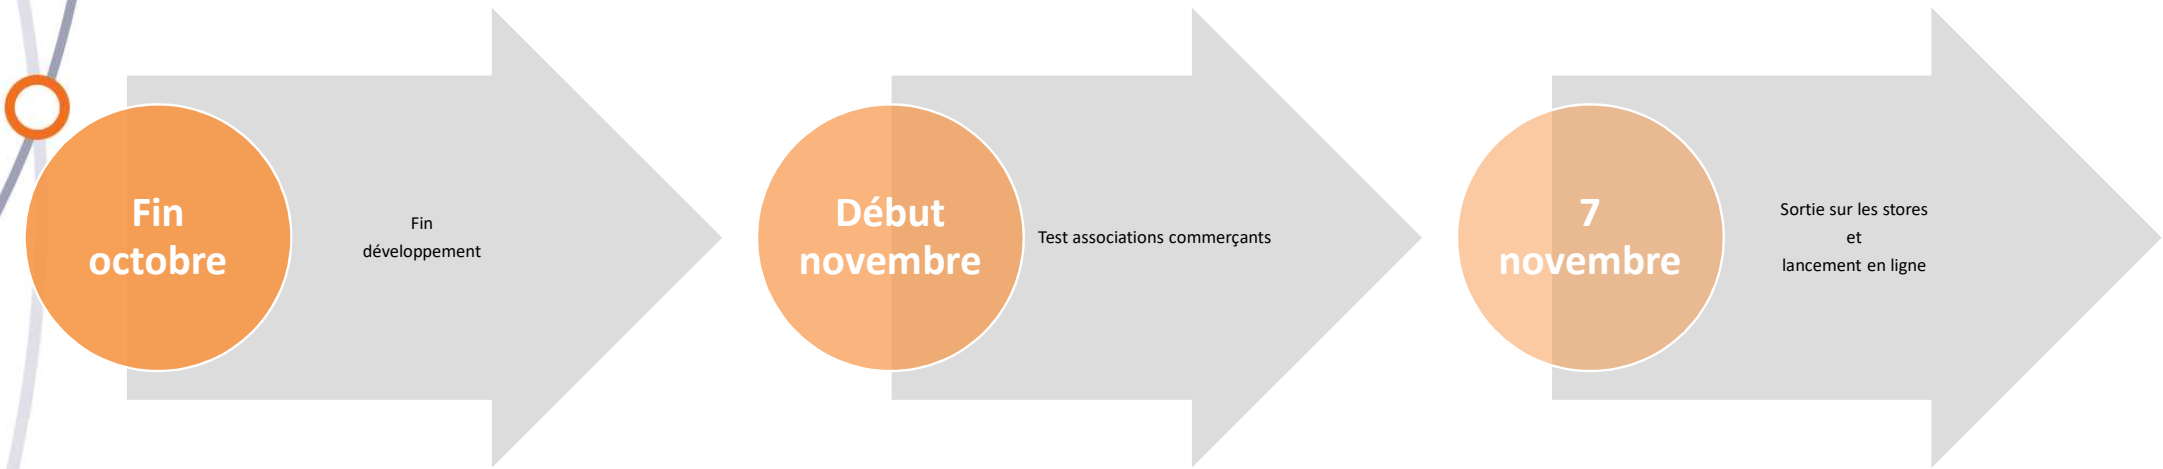 Fin
octobre
Fin
développement
Début
novembre
Test associations commerçants
7
novembre
Sortie sur les stores
et
lancement en ligne